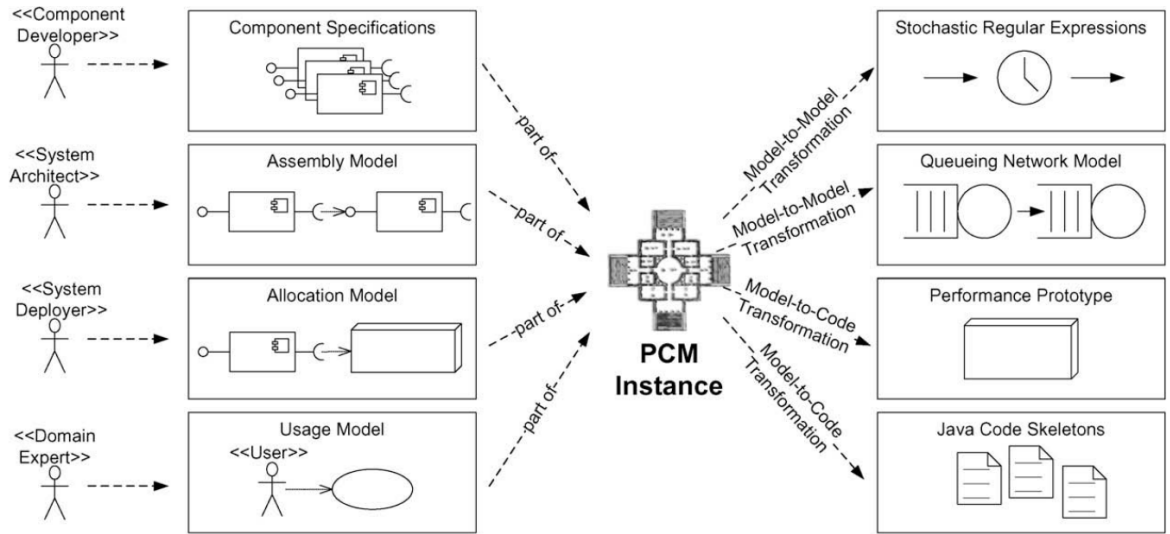 <<Component
Developer>>
Component Specifications
part of
<<System
Architect>>
Assembly Model
part of
<<System
Deployer>>
Allocation Model
part of
<<Domain
Expert>>
Usage Model
<<User>>
part of
PCM
Instance
Model-to-Model
Transformation
Stochastic Regular Expressions
Model-to-Model
Transformation
Queueing Network Model
Model-to-Code
Transformation
Performance Prototype
Model-to-Code
Transformation
Java Code Skeletons